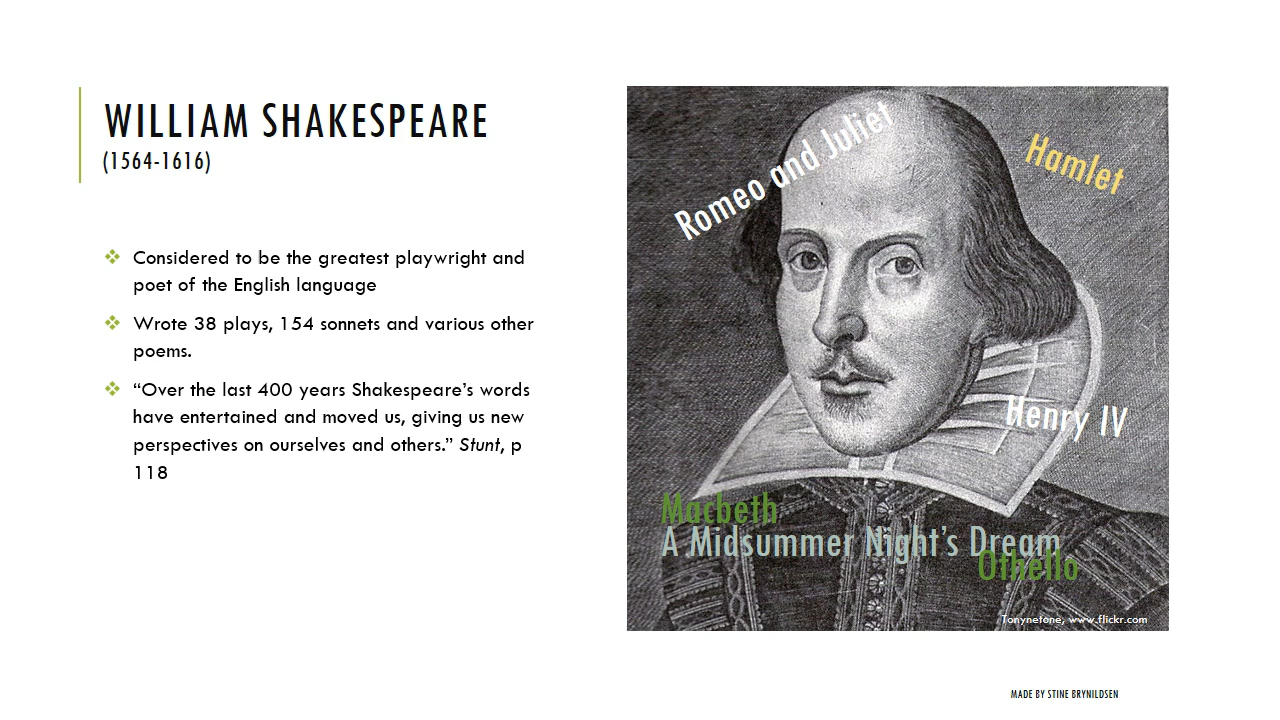 WILLIAM SHAKESPEARE
(1564-1616)
Considered to be the greatest playwright and
poet of the English language
Wrote 38 plays, 154 sonnets and various other
poems.
“Over the last 400 years Shakespeare’s words
have entertained and moved us, giving us new
perspectives on ourselves and others.” Stunt, p
118
Romeo and Juliet
Hamlet
Henry IV
Macbeth
A Midsummer Night’s Dream
Othello
Tonynetone, www.flickr.com
MADE BY STINE BRYNILDSEN